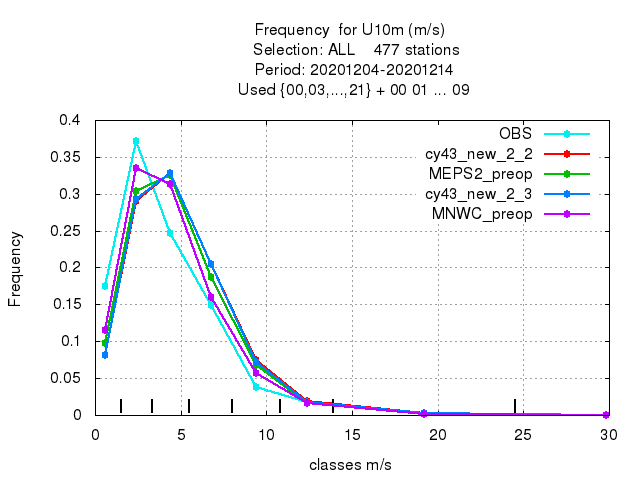 Frequency  for U10m (m/s)
Selection: ALL    477 stations
Period: 20201204-20201214
Used {00,03,...,21} + 00 01 ... 09
OBS
cy43_new_2_2
MEPS2_preop
cy43_new_2_3
MNWC_preop
0.4
0.35
0.3
0.25
0.2
0.15
0.1
0.05
0
Frequency
0 5 10 15 20 25 30
classes m/s